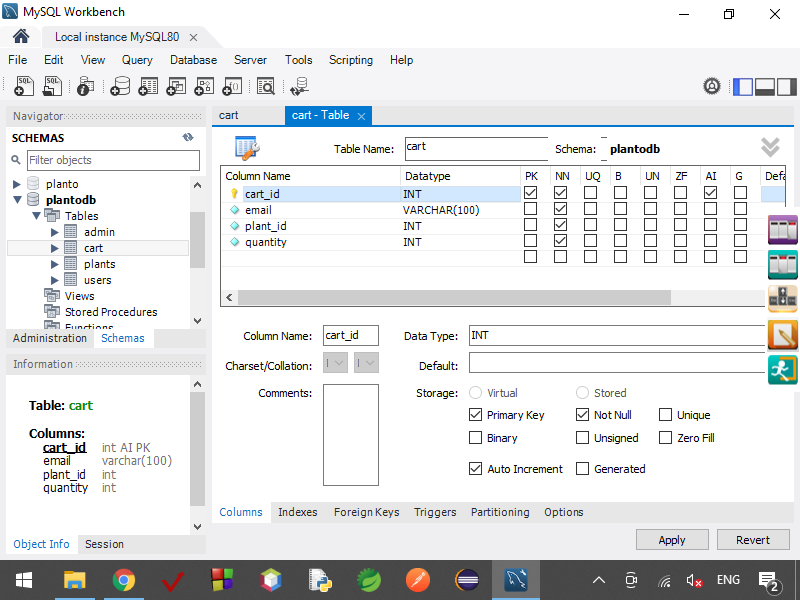 MySQL Workbench
Local instance MySQL80
File Edit View Query Database Server Tools Scripting Help
SQL SQL
Navigator
SCHEMAS
Filter objects
planto
plantodb
Tables
admin
cart
plants
users
Views
Stored Procedures
Functions
Administration Schemas
Information
Table: cart
Columns:
cart_id int AI PK
email varchar(100)
plant_id int
quantity int
Object Info Session
cart cart - Table
Table Name: cart Schema: plantodb
Column Name Datatype PK NN UQ B UN ZF AI G Defa
cart_id INT
email VARCHAR(100)
plant_id INT
quantity INT
Column Name: cart_id Data Type: INT
Charset/Collation: Default:
Comments: Storage: Virtual Stored
Primary Key Not Null Unique
Binary Unsigned Zero Fill
Auto Increment Generated
Columns Indexes Foreign Keys Triggers Partitioning Options
Apply Revert
ENG 2